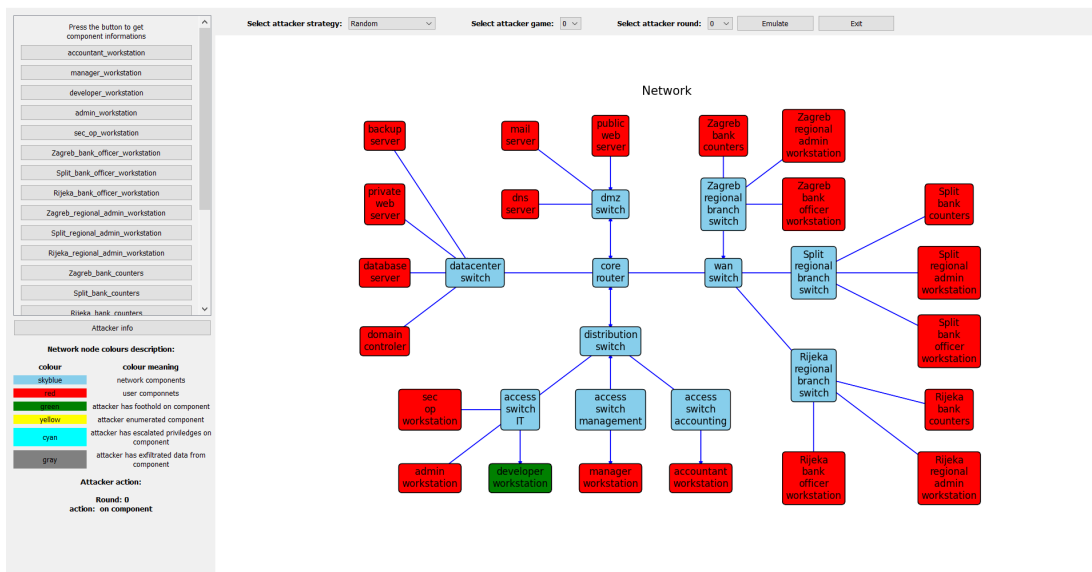 Select attacker strategy: Random
Select attacker game: 0
Select attacker round: 0
Emulate
Exit
Press the button to get
component informations
accountant_workstation
manager_workstation
developer_workstation
admin_workstation
sec_op_workstation
Zagreb_bank_officer_workstation
Split_bank_officer_workstation
Rijeka_bank_officer_workstation
Zagreb_regional_admin_workstation
Split_regional_admin_workstation
Rijeka_regional_admin_workstation
Zagreb_bank_counters
Split_bank_counters
Rijeka_bank_counters
Attacker info
Network node colours description:
colour
colour meaning
skyblue
network components
red
user componnets
green
attacker has foothold on component
yellow
attacker enumerated component
cyan
attacker has escalated priviledges on
component
gray
attacker has exfiltrated data from
component
Attacker action:
Round: 0
action: on component
Network
backup
server
mail
server
public
web
server
Zagreb
bank
counters
Zagreb
regional
admin
workstation
private
web
server
dns
server
dmz
switch
Zagreb
regional
branch
switch
Zagreb
bank
officer
workstation
Split
bank
counters
database
server
datacenter
switch
core
router
wan
switch
Split
regional
branch
switch
Split
regional
admin
workstation
domain
controler
distribution
switch
Split
bank
officer
workstation
Rijeka
regional
branch
switch
sec
op
workstation
access
switch
IT
access
switch
management
access
switch
accounting
Rijeka
bank
counters
admin
workstation
developer
workstation
manager
workstation
accountant
workstation
Rijeka
bank
officer
workstation
Rijeka
regional
admin
workstation